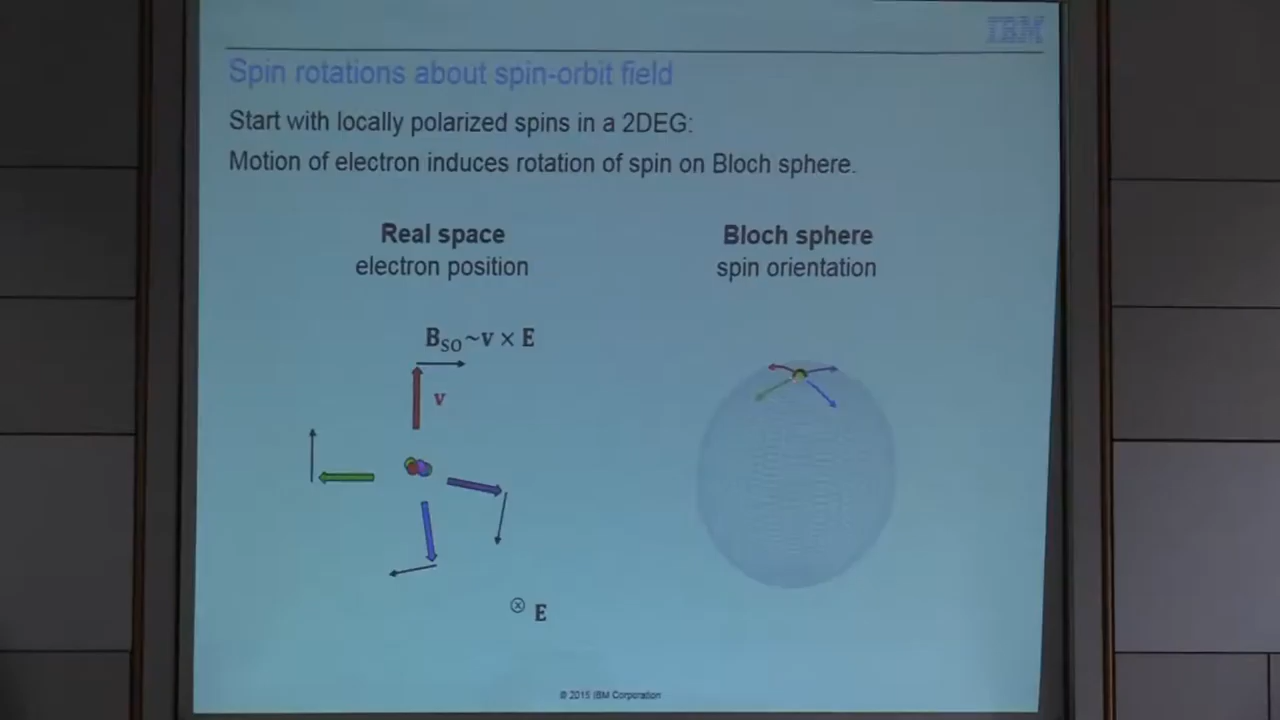 IBM
Spin rotations about spin-orbit field
Start with locally polarized spins in a 2DEG:
Motion of electron induces rotation of spin on Bloch sphere.
Real space
electron position
Bloch sphere
spin orientation
B_SO~v × E
v
⊗ E
© 2015 IBM Corporation